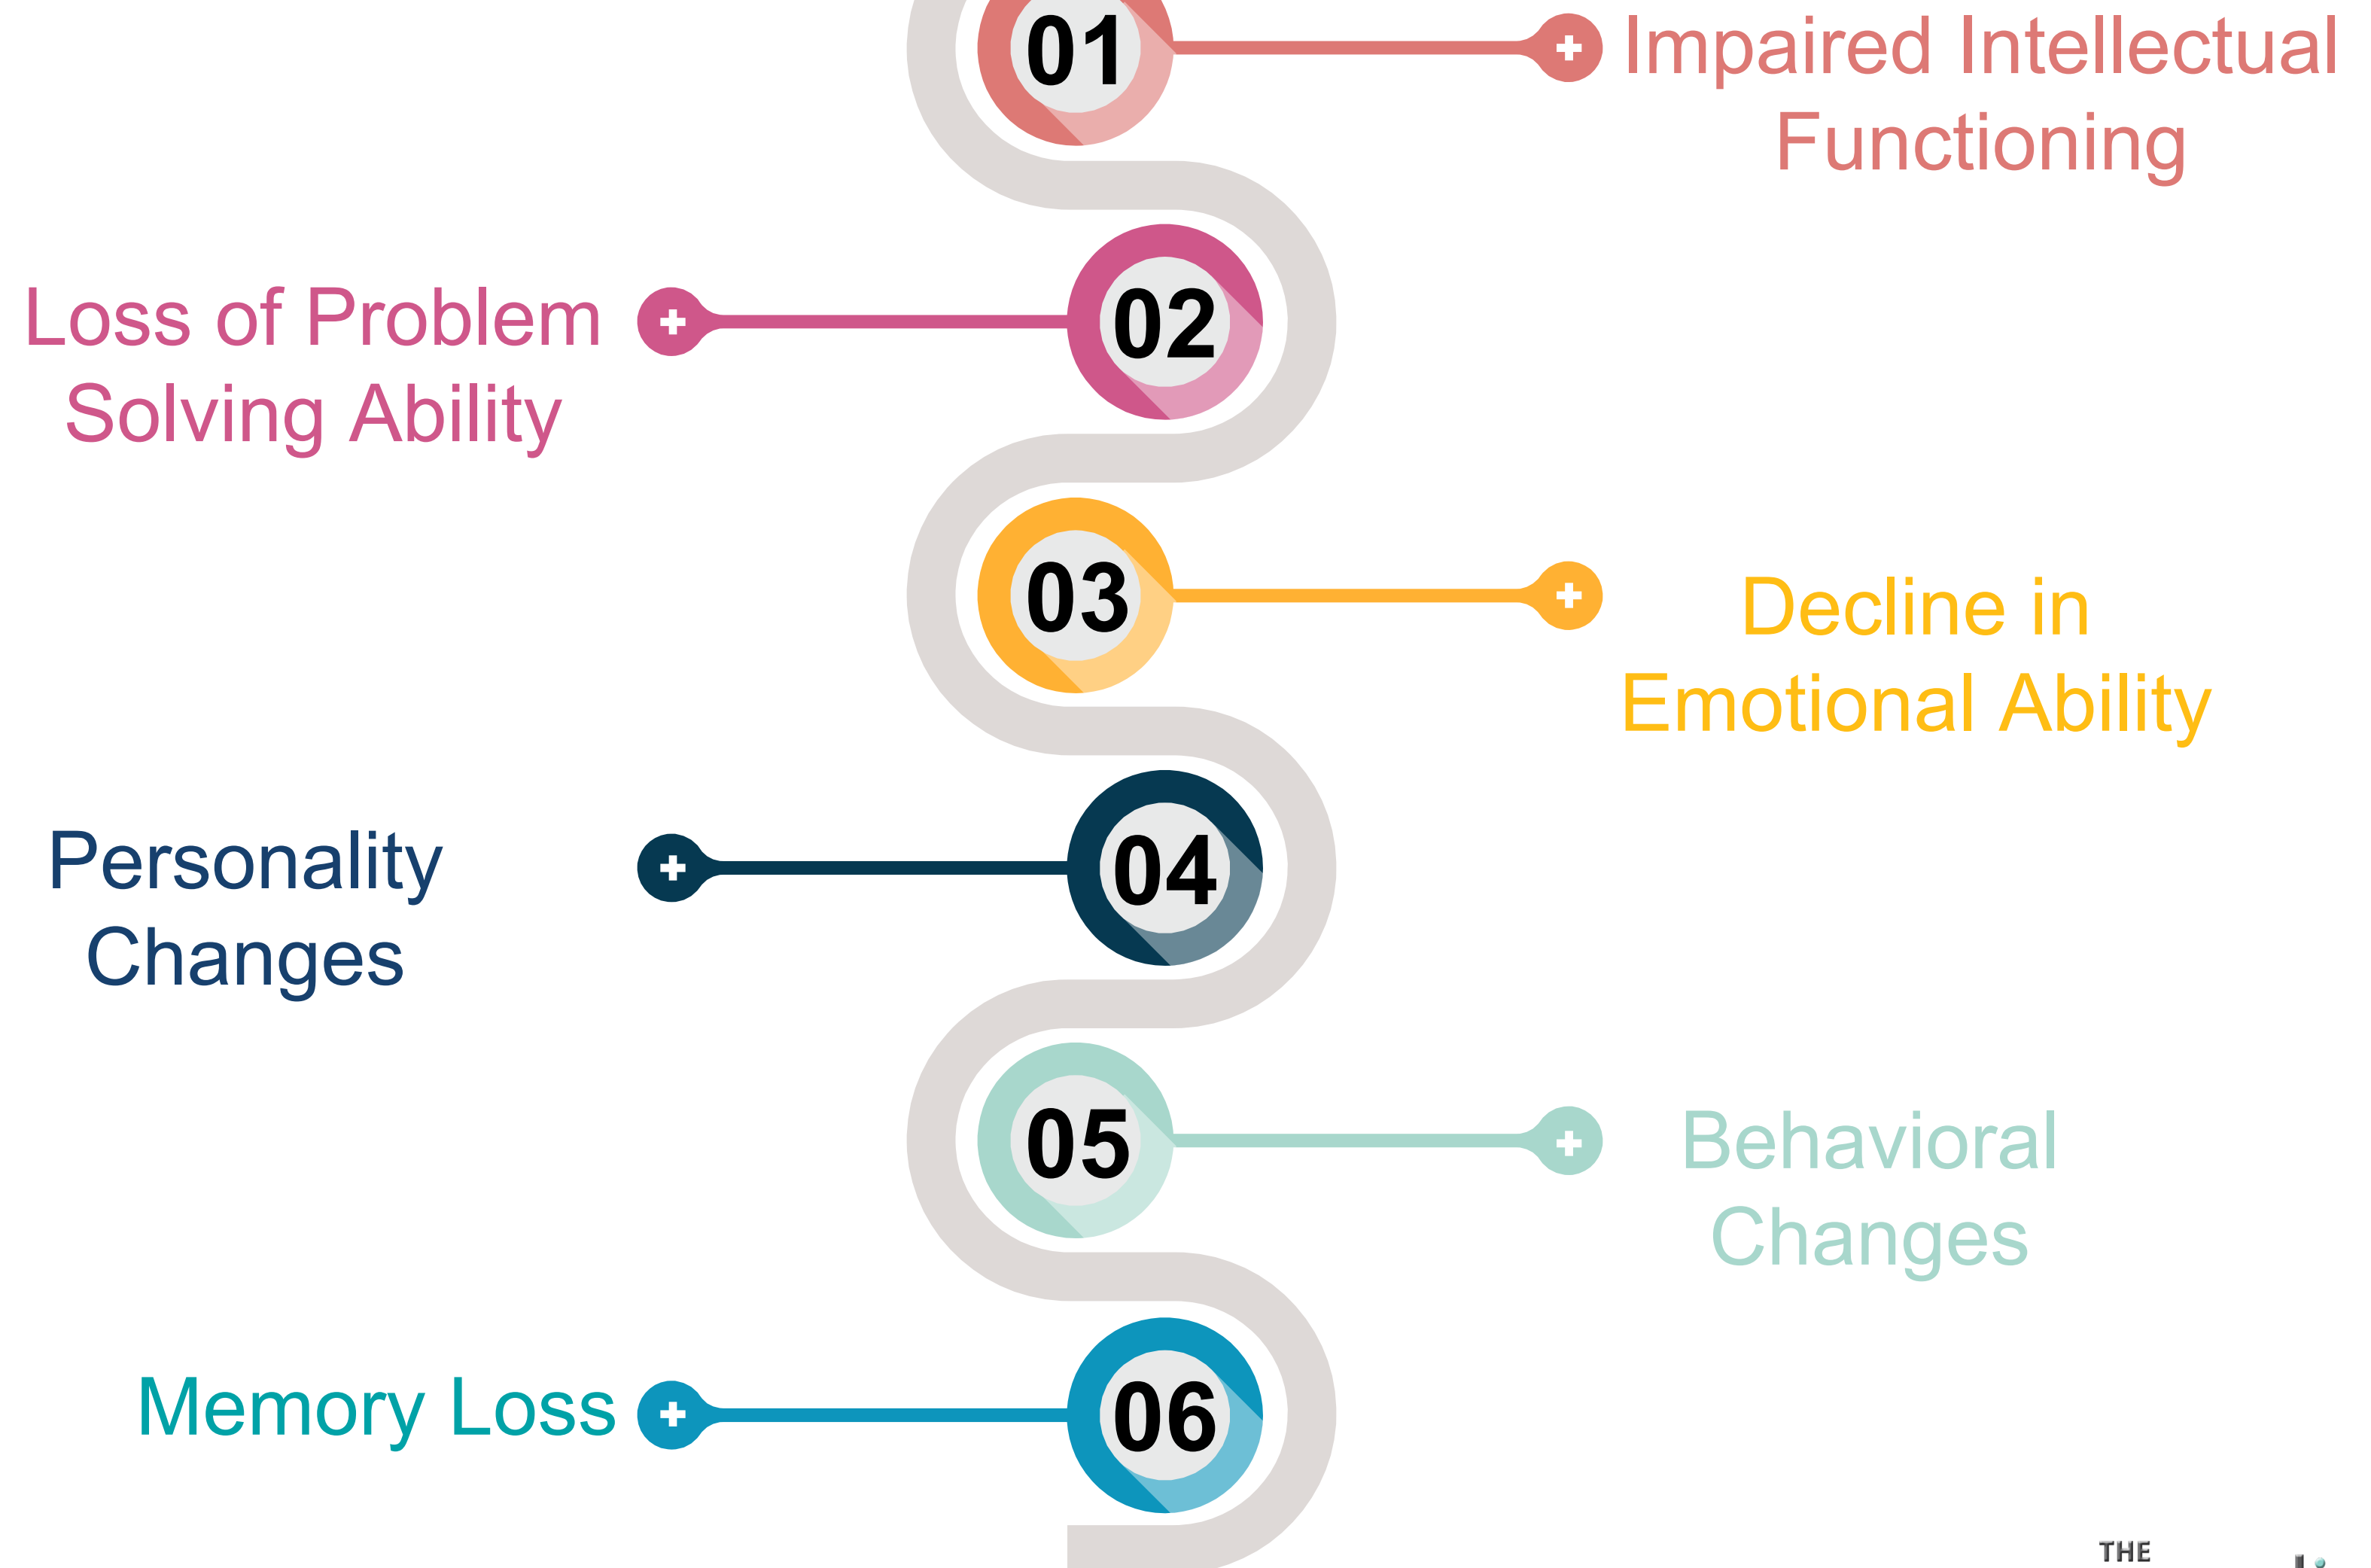 01
Impaired Intellectual
Functioning
02
Loss of Problem
Solving Ability
03
Decline in
Emotional Ability
04
Personality
Changes
05
Behavioral
Changes
06
Memory Loss
THE